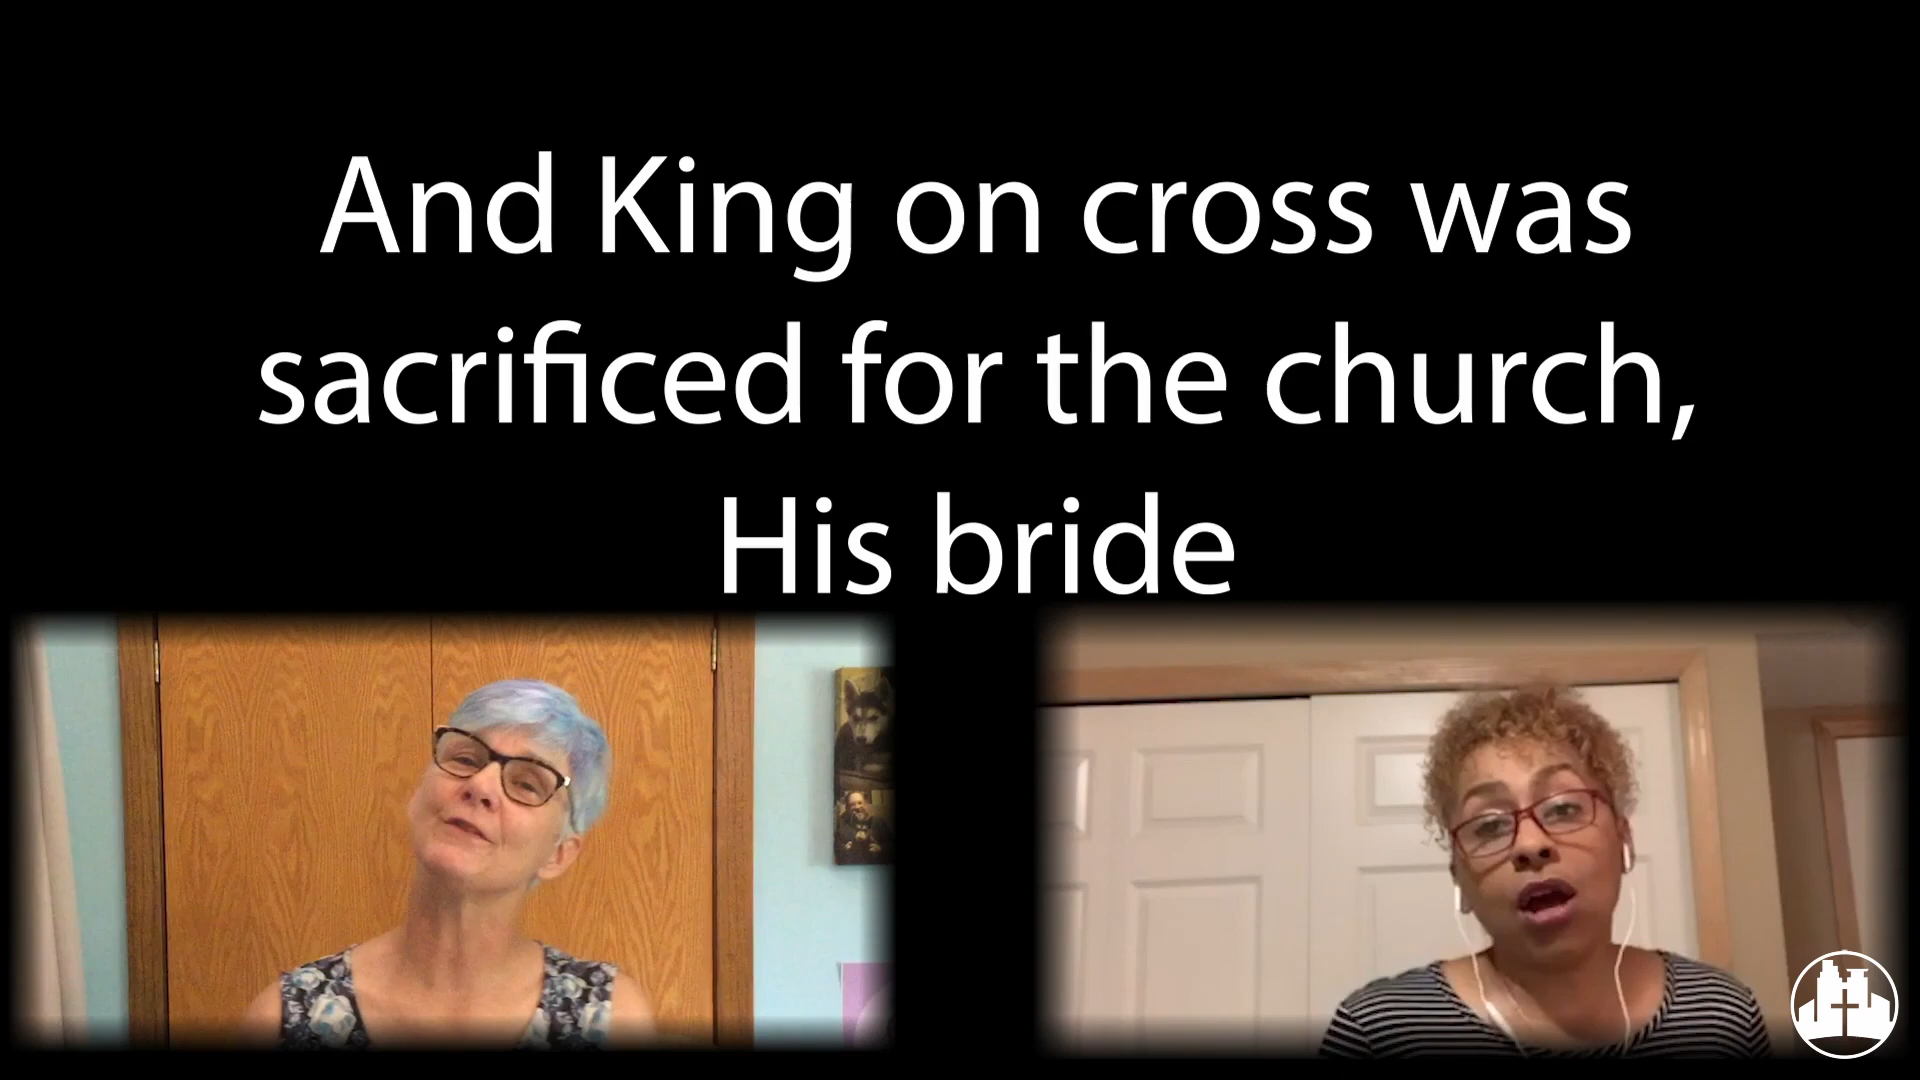 And King on cross was
sacrificed for the church,
His bride